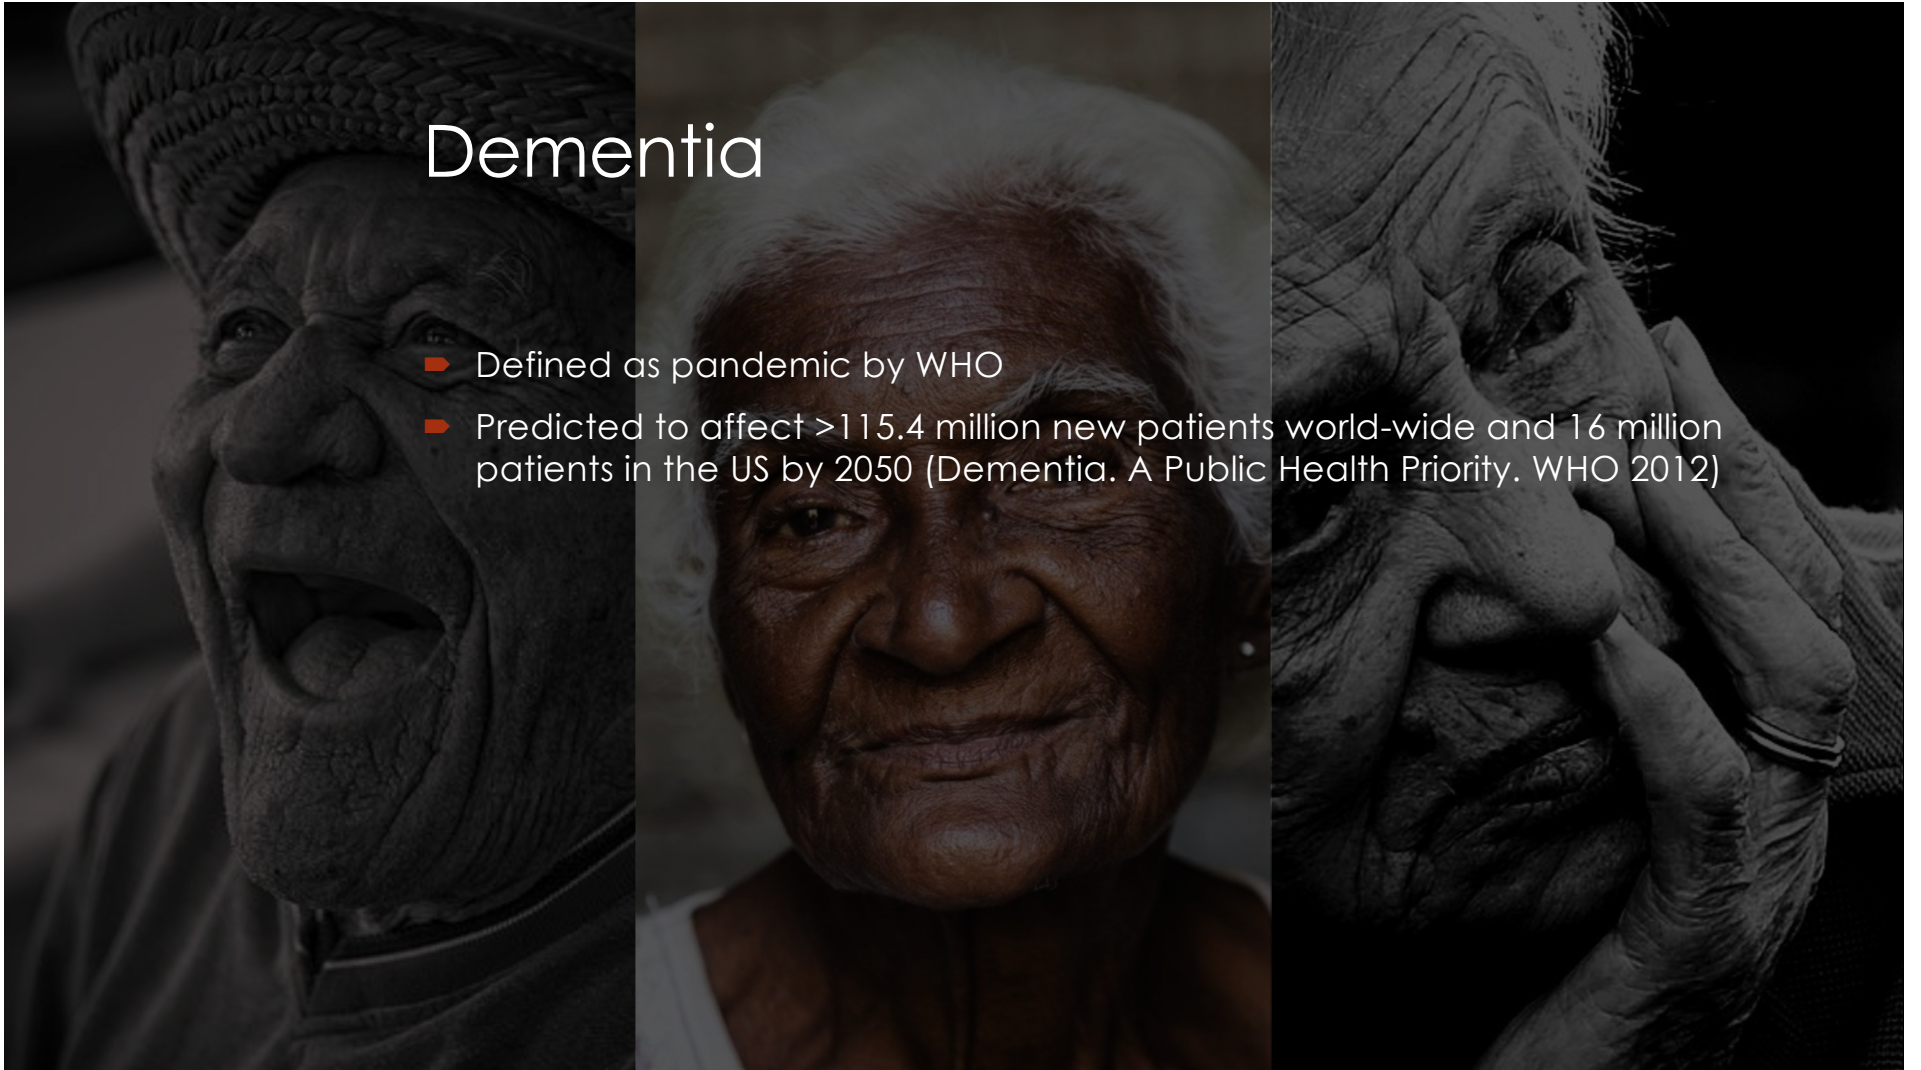 Dementia
Defined as pandemic by WHO
Predicted to affect >115.4 million new patients world-wide and 16 million
patients in the US by 2050 (Dementia. A Public Health Priority. WHO 2012)